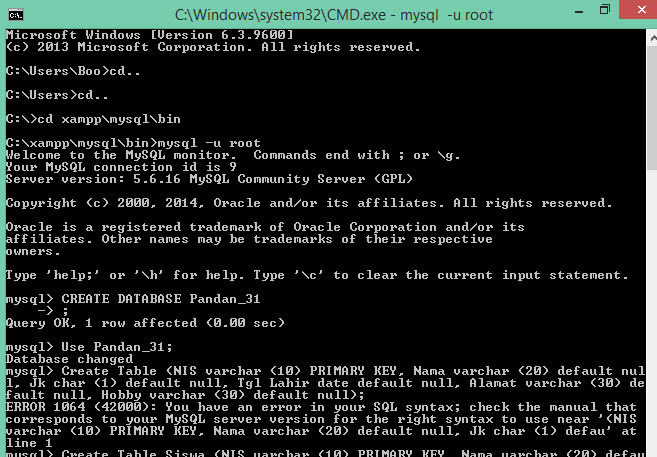 C:\Windows\system32\CMD.exe - mysql -u root
Microsoft Windows [Version 6.3.9600]
(c) 2013 Microsoft Corporation. All rights reserved.
C:\Users\Boo>cd..
C:\Users>cd..
C:\>cd xampp\mysql\bin
C:\xampp\mysql\bin>mysql -u root
Welcome to the MySQL monitor.  Commands end with ; or \g.
Your MySQL connection id is 9
Server version: 5.6.16 MySQL Community Server (GPL)
Copyright (c) 2000, 2014, Oracle and/or its affiliates. All rights reserved.
Oracle is a registered trademark of Oracle Corporation and/or its
affiliates. Other names may be trademarks of their respective
owners.
Type 'help;' or '\h' for help. Type '\c' to clear the current input statement.
mysql> CREATE DATABASE Pandan_31
    -> ;
Query OK, 1 row affected (0.00 sec)
mysql> Use Pandan_31;
Database changed
mysql> Create Table (NIS varchar (10) PRIMARY KEY, Nama varchar (20) default nul
l, Jk char (1) default null, Tgl Lahir date default null, Alamat varchar (30) de
fault null, Hobby varchar (30) default null);
ERROR 1064 (42000): You have an error in your SQL syntax; check the manual that
corresponds to your MySQL server version for the right syntax to use near '(NIS
varchar (10) PRIMARY KEY, Nama varchar (20) default null, Jk char (1) defau' at
line 1
mysql> Create Table Siswa (NIS varchar (10) PRIMARY KEY, Nama varchar (20) defau